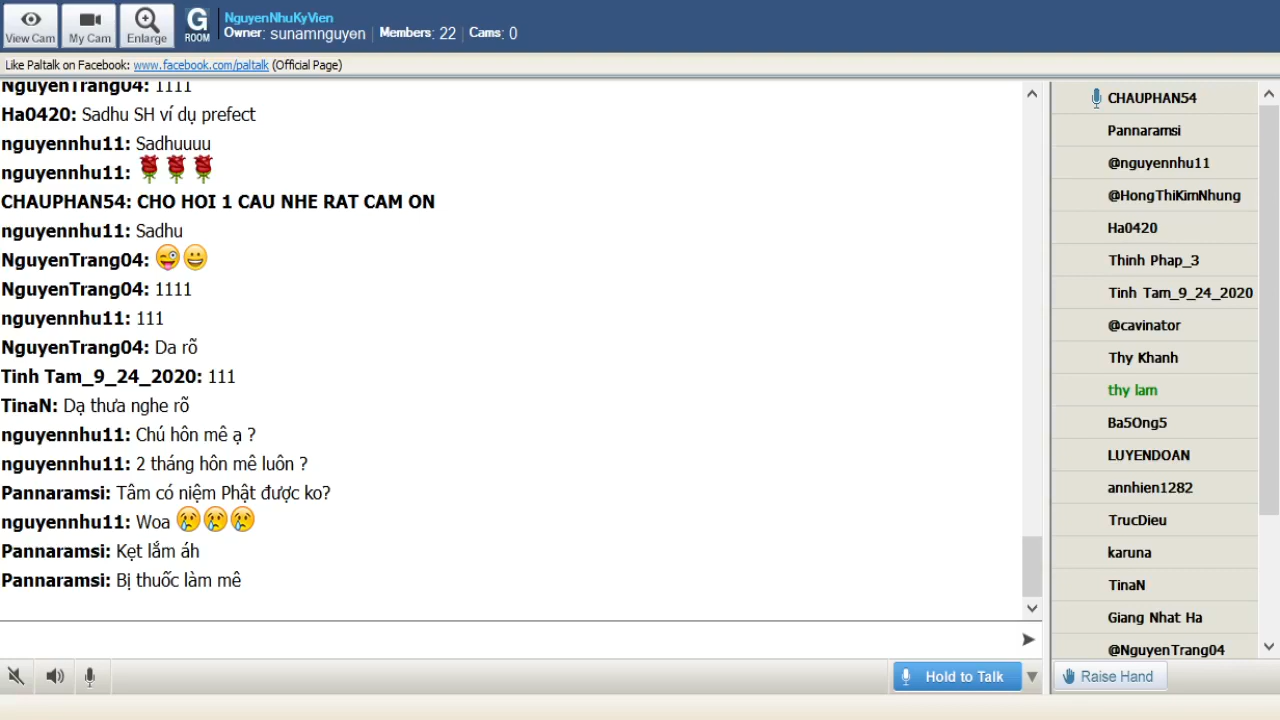 View Cam
My Cam
Enlarge
G
ROOM
NguyenNhuKyVien
Owner: sunamnguyen Members: 22 Cams: 0
Like Paltalk on Facebook: www.facebook.com/paltalk (Official Page)
NguyenTrang04: 1111
Ha0420: Sadhu SH ví dụ prefect
nguyennhu11: Sadhuuuu
nguyennhu11:
CHAUPHAN54: CHO HOI 1 CAU NHE RAT CAM ON
nguyennhu11: Sadhu
NguyenTrang04:
NguyenTrang04: 1111
nguyennhu11: 111
NguyenTrang04: Da rõ
Tinh Tam_9_24_2020: 111
TinaN: Dạ thưa nghe rõ
nguyennhu11: Chú hôn mê ạ ?
nguyennhu11: 2 tháng hôn mê luôn ?
Pannaramsi: Tâm có niệm Phật được ko?
nguyennhu11: Woa
Pannaramsi: Kẹt lắm áh
Pannaramsi: Bị thuốc làm mê
Hold to Talk
CHAUPHAN54
Pannaramsi
@nguyennhu11
@HongThiKimNhung
Ha0420
Thinh Phap_3
Tinh Tam_9_24_2020
@cavinator
Thy Khanh
thy lam
Ba5Ong5
LUYENDOAN
annhien1282
TrucDieu
karuna
TinaN
Giang Nhat Ha
@NguyenTrang04
Raise Hand